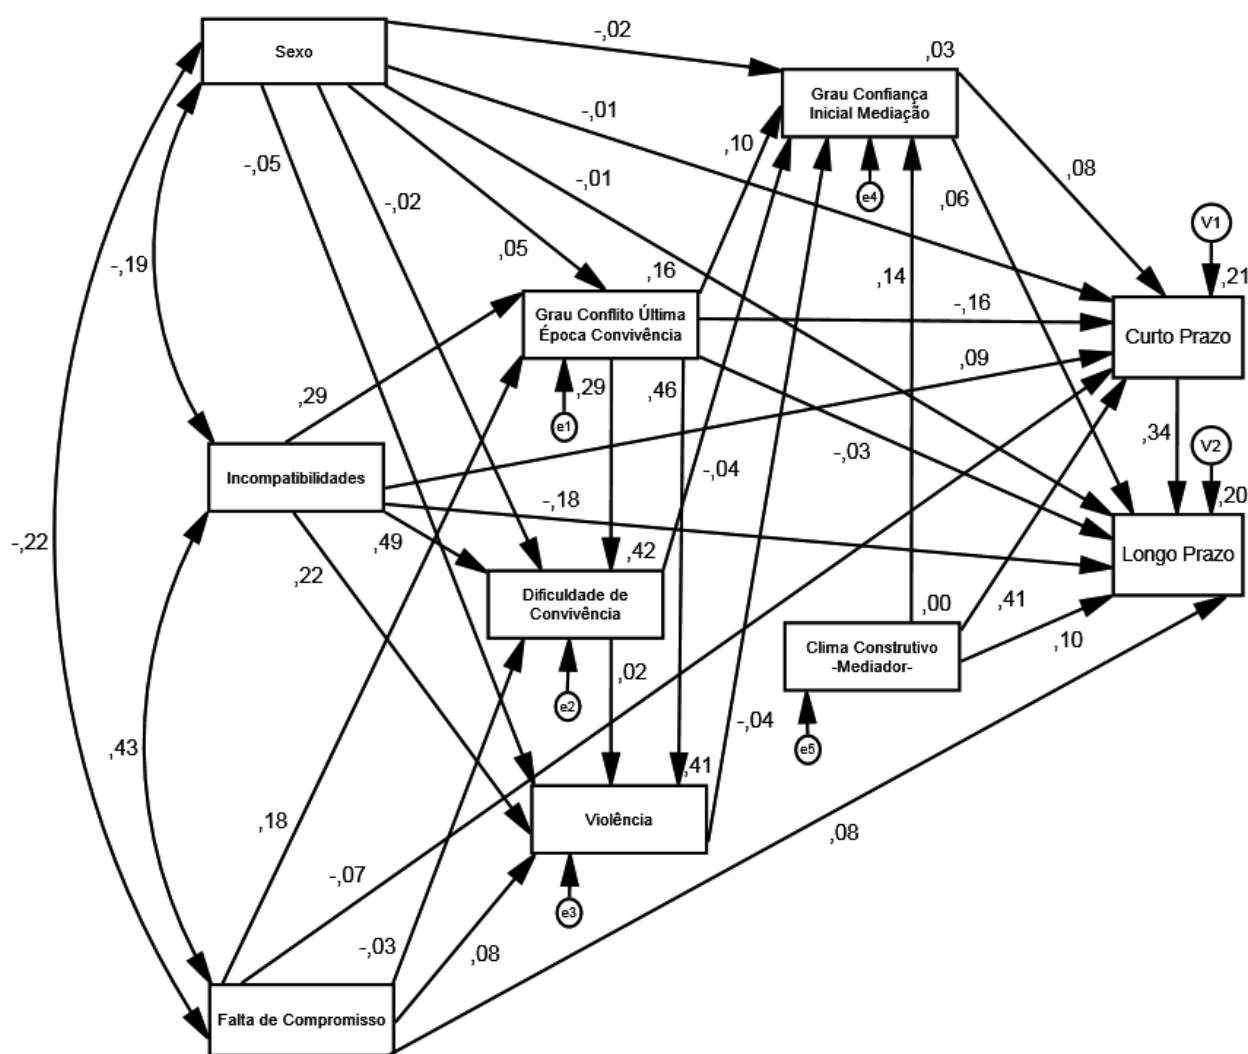 -,02
,03
Sexo
Grau Confiança
Inicial Mediação
-,01
,10
-,05
-,01
,08
-,02
e4
,06
V1
,05
,16
-,19
,14
,21
Grau Conflito Última
Época Convivência
-,16
Curto Prazo
,09
,29
,29
,46
e1
,34
V2
-,03
-,04
Incompatibilidades
-,18
,20
-,22
,49
,42
Longo Prazo
,22
Dificuldade de
Convivência
,00
,41
Clima Construtivo
-Mediador-
,10
,02
e2
-,04
e5
,43
,41
Violência
,18
,08
-,07
e3
-,03
,08
Falta de Compromisso